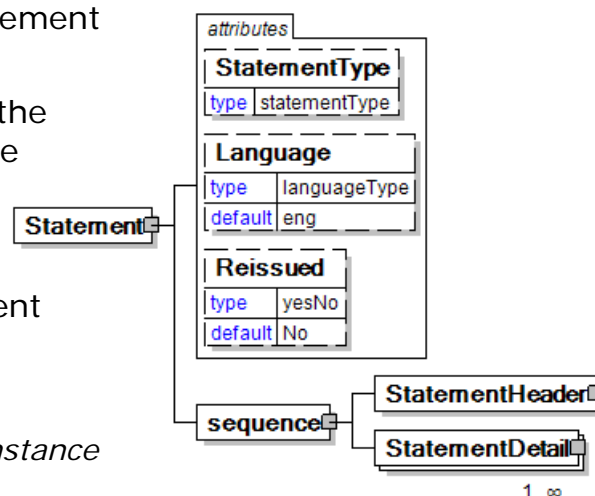 ement
the
e
ent
nstance
attributes
StatementType
type statementType
Language
type languageType
default eng
Reissued
type yesNo
default No
Statement
sequence
StatementHeader
StatementDetail
1 ∞